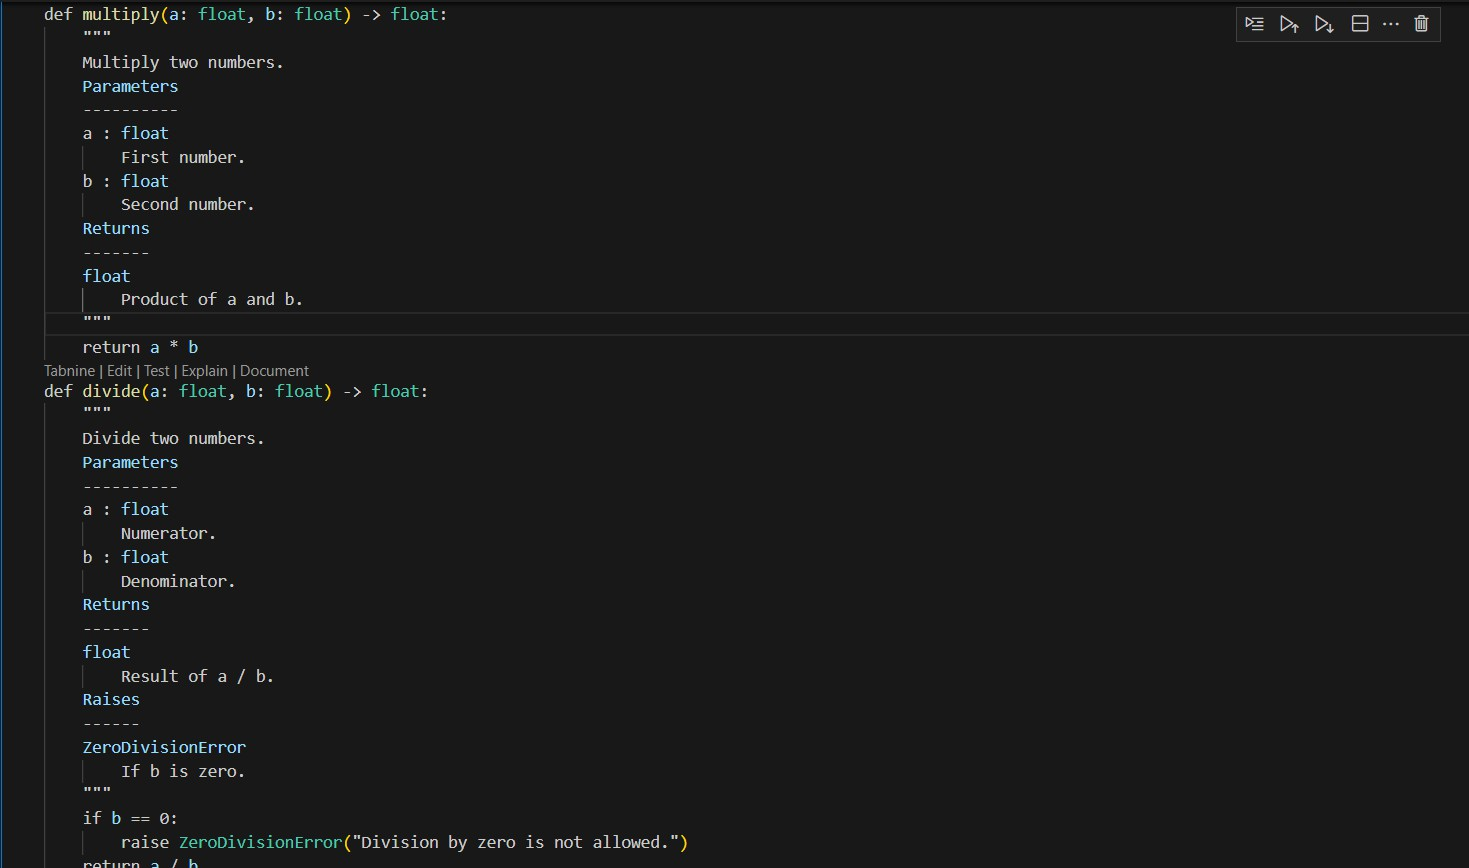 def multiply(a: float, b: float) -> float:
    """
    Multiply two numbers.
    Parameters
    ----------
    a : float
        First number.
    b : float
        Second number.
    Returns
    -------
    float
        Product of a and b.
    """
    return a * b
Tabnine | Edit | Test | Explain | Document
def divide(a: float, b: float) -> float:
    """
    Divide two numbers.
    Parameters
    ----------
    a : float
        Numerator.
    b : float
        Denominator.
    Returns
    -------
    float
        Result of a / b.
    Raises
    ------
    ZeroDivisionError
        If b is zero.
    """
    if b == 0:
        raise ZeroDivisionError("Division by zero is not allowed.")
    return a / b